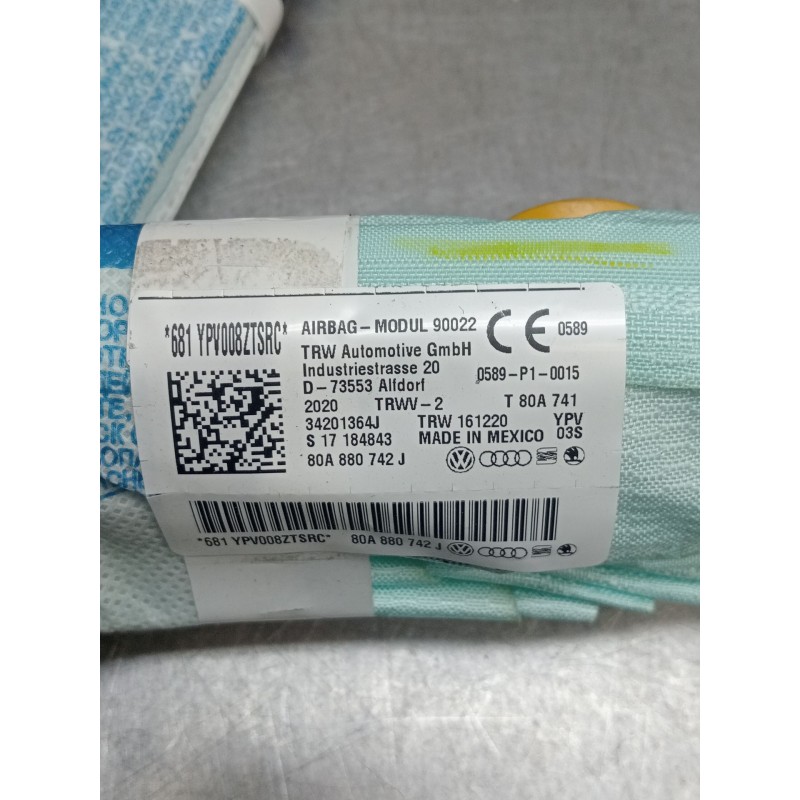 *681 YPV008ZTSRC*
AIRBAG-MODUL 90022 CE 0589
TRW Automotive GmbH
Industriestrasse 20 0589-P1-0015
D-73553 Alfdorf
2020 TRWV-2 T 80A 741
34201364J TRW 161220 YPV
S 17 184843 MADE IN MEXICO 03S
80A 880 742 J
*681 YPV008ZTSRC* 80A 880 742 J